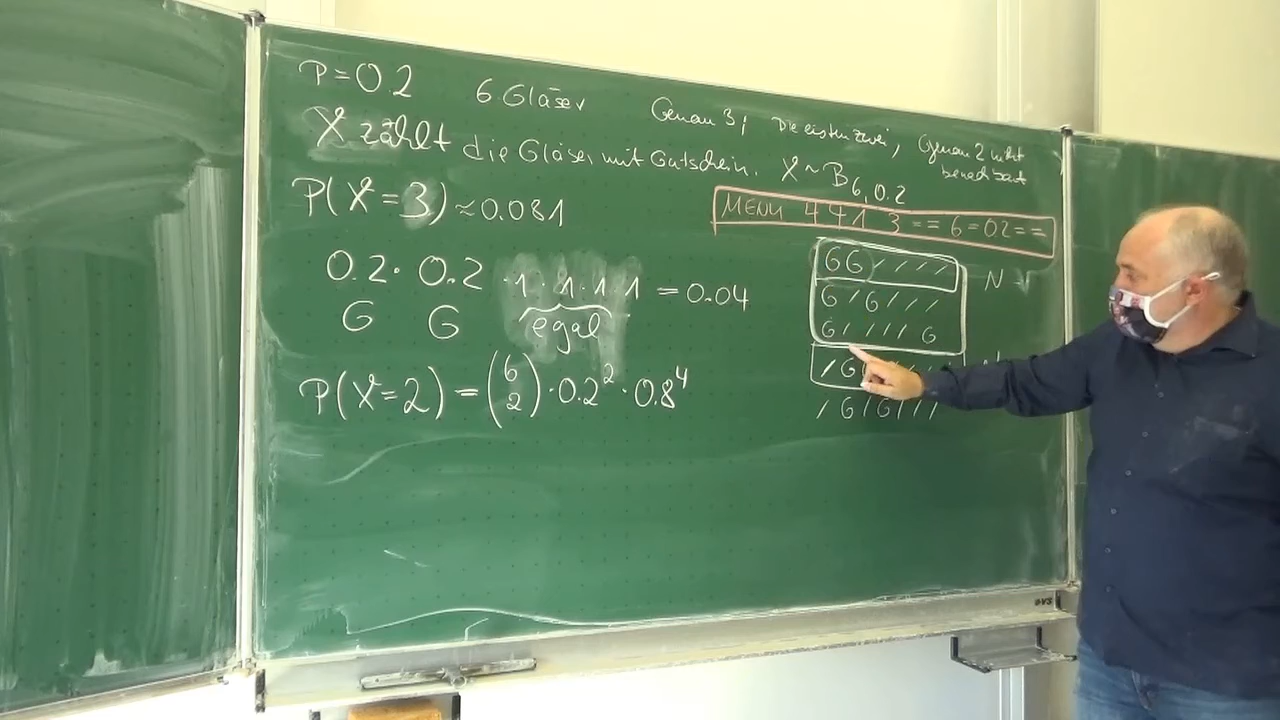 p=0.2 6 Gläser Genau 3, Die ersten zwei, Genau 2 nicht
benachbart
X zählt die Gläser mit Gutschein. X~B6,0.2
P(X=3)≈0.081
MENU 4 4 1 3 == 6=0.2==
0.2 · 0.2 · 1 · 1 · 1 · 1 = 0.04
G G egal
P(X=2) = (6 2) · 0.2² · 0.8⁴
GG////
G/G///
G////G
/G
/G/G//
N